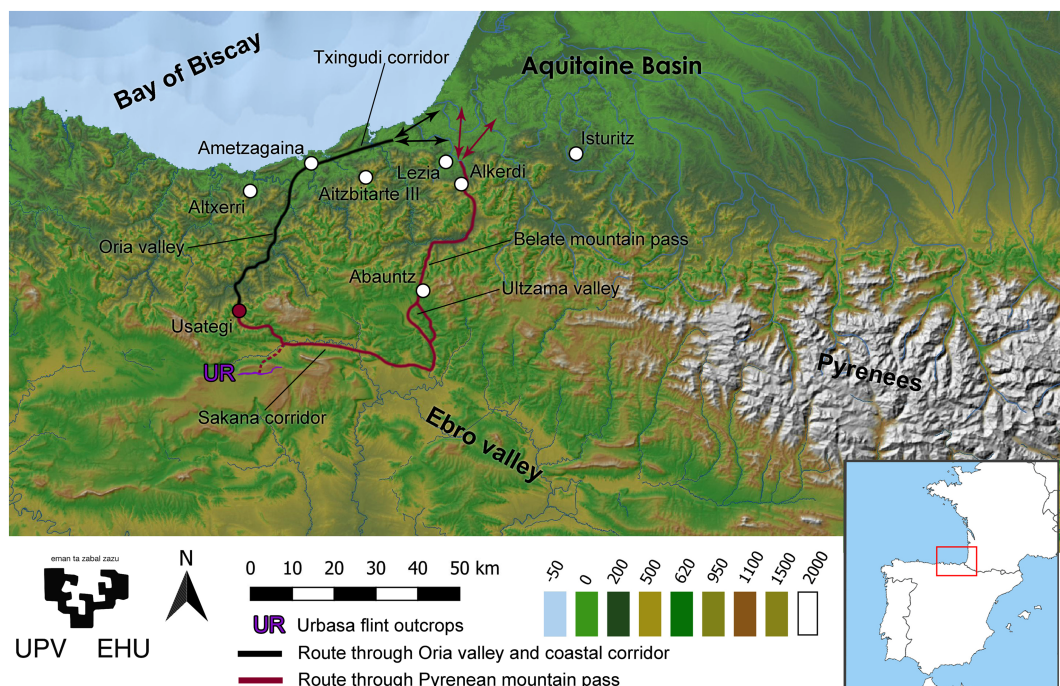 Bay of Biscay
Txingudi corridor
Aquitaine Basin
Ametzagaina
Isturitz
Lezia
Alkerdi
Altxerri
Aitzbitarte III
Oria valley
Belate mountain pass
Abauntz
Ultzama valley
Usategi
UR
Pyrenees
Sakana corridor
Ebro valley
eman ta zabal zazu
UPV EHU
N
0 10 20 30 40 50 km
UR Urbasa flint outcrops
Route through Oria valley and coastal corridor
Route through Pyrenean mountain pass
-50 0 200 500 620 950 1100 1500 2000